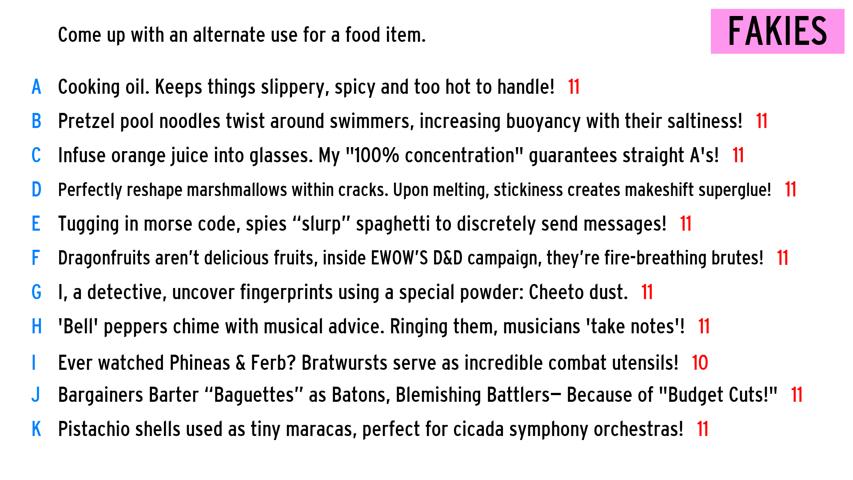 Come up with an alternate use for a food item.
FAKIES
A Cooking oil. Keeps things slippery, spicy and too hot to handle! 11
B Pretzel pool noodles twist around swimmers, increasing buoyancy with their saltiness! 11
C Infuse orange juice into glasses. My "100% concentration" guarantees straight A's! 11
D Perfectly reshape marshmallows within cracks. Upon melting, stickiness creates makeshift superglue! 11
E Tugging in morse code, spies “slurp” spaghetti to discretely send messages! 11
F Dragonfruits aren’t delicious fruits, inside EWOW’S D&D campaign, they’re fire-breathing brutes! 11
G I, a detective, uncover fingerprints using a special powder: Cheeto dust. 11
H 'Bell' peppers chime with musical advice. Ringing them, musicians 'take notes'! 11
I Ever watched Phineas & Ferb? Bratwursts serve as incredible combat utensils! 10
J Bargainers Barter “Baguettes” as Batons, Blemishing Battlers— Because of "Budget Cuts!" 11
K Pistachio shells used as tiny maracas, perfect for cicada symphony orchestras! 11